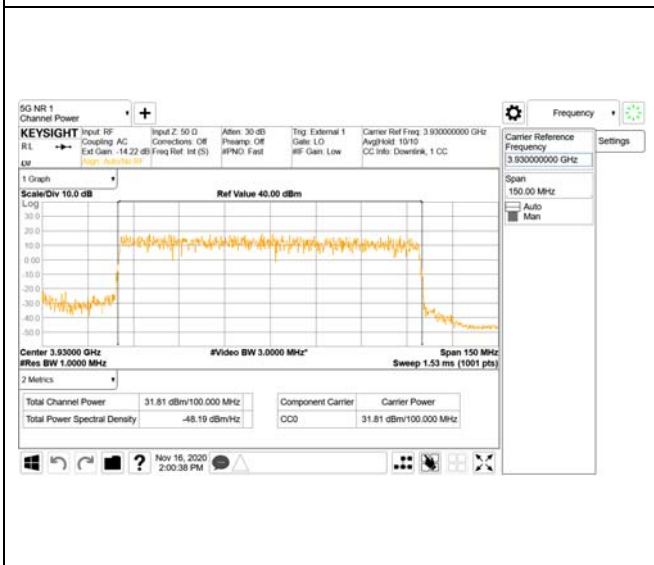 5G NR 1
Channel Power
Frequency
KEYSIGHT Input: RF Input Z: 50 Ω Atten: 30 dB Trig: External 1 Carrier Ref Freq: 3.930000000 GHz
RL Coupling: AC Corrections: Off Preamp: Off Gate: LO Avg|Hold: 10/10
Ext Gain: -14.22 dB Freq Ref: Int (S) #PNO: Fast #IF Gain: Low CC Info: Downlink, 1 CC
Align: Auto/No RF
Carrier Reference
Frequency
3.930000000 GHz
Settings
Span
150.00 MHz
Auto
Man
1 Graph
Scale/Div 10.0 dB Ref Value 40.00 dBm
Log
30.0
20.0
10.0
0.00
-10.0
-20.0
-30.0
-40.0
-50.0
Center 3.93000 GHz #Video BW 3.0000 MHz* Span 150 MHz
#Res BW 1.0000 MHz Sweep 1.53 ms (1001 pts)
2 Metrics
Total Channel Power 31.81 dBm/100.000 MHz Component Carrier Carrier Power
Total Power Spectral Density -48.19 dBm/Hz CC0 31.81 dBm/100.000 MHz
? Nov 16, 2020
2:00:38 PM